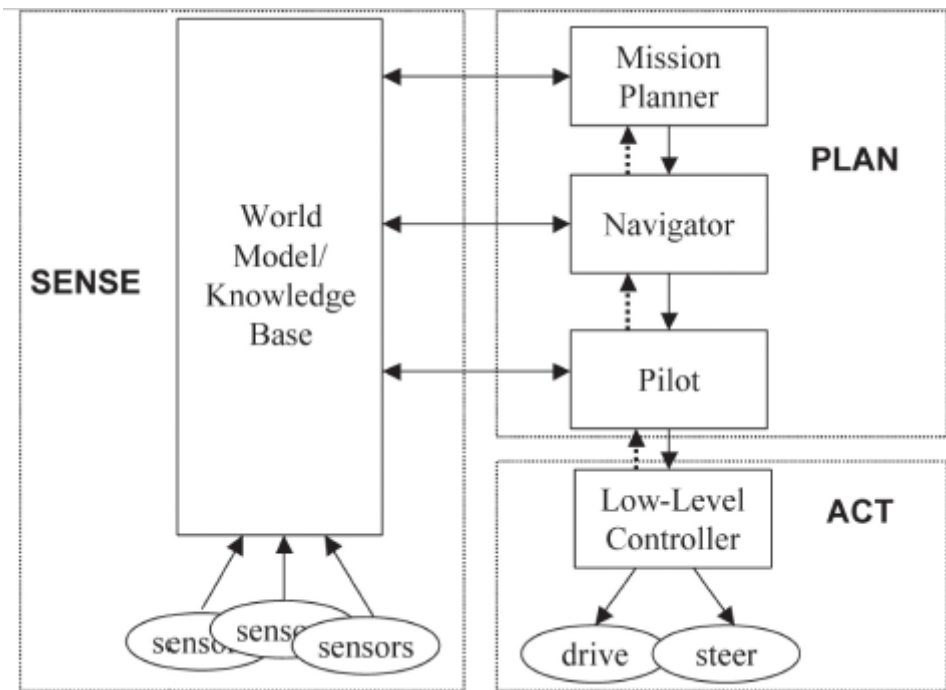 SENSE
World
Model/
Knowledge
Base
sensors
Mission
Planner
PLAN
Navigator
Pilot
Low-Level
Controller
ACT
drive
steer